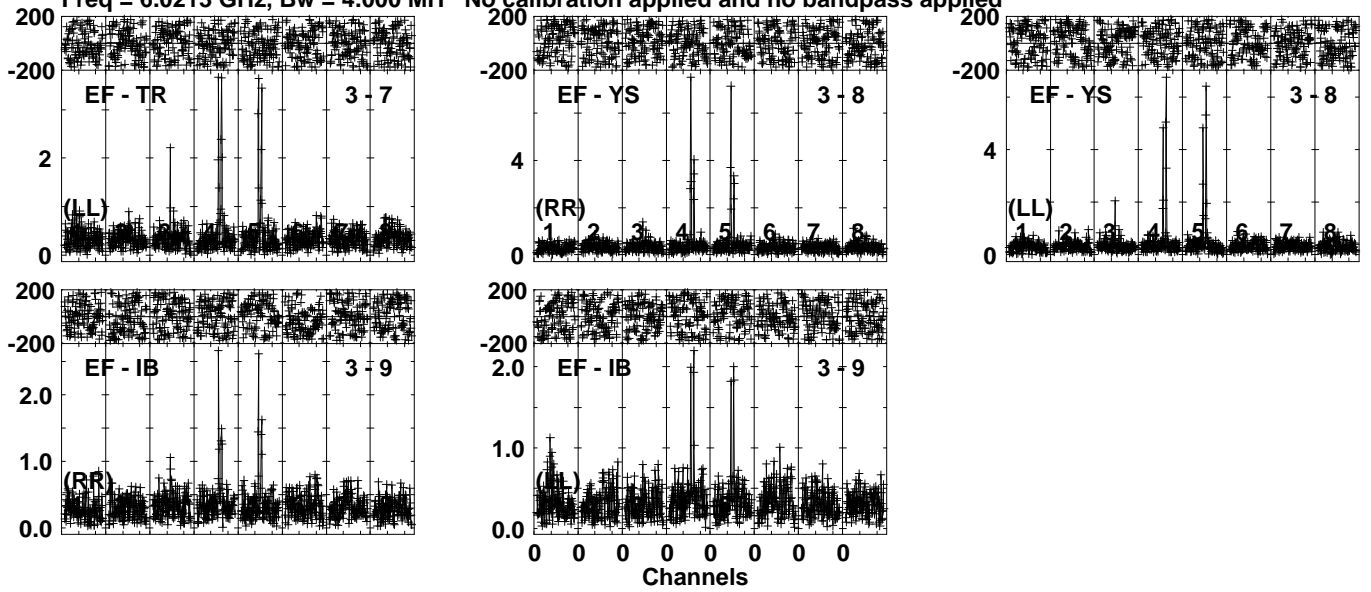 Freq = 6.0213 GHz, Bw = 4.000 MH No calibration applied and no bandpass applied
200
-200
EF - TR 3 - 7
2
(LL)
0
200
-200
EF - YS 3 - 8
4
(RR)
1 2 3 4 5 6 7 8
0
200
-200
EF - YS 3 - 8
4
(LL)
1 2 3 4 5 6 7 8
0
200
-200
EF - IB 3 - 9
2.0
1.0
(RR)
0.0
200
-200
EF - IB 3 - 9
2.0
1.0
(LL)
0.0
0 0 0 0 0 0 0 0
Channels